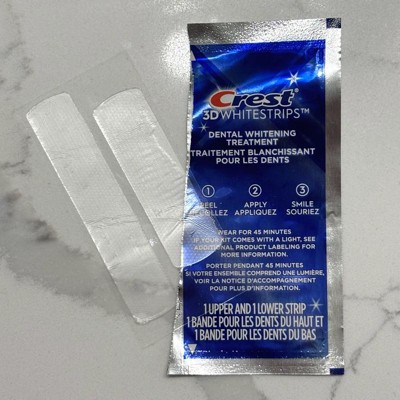 Crest
3DWHITESTRIPS™
DENTAL WHITENING
TREATMENT
TRAITEMENT BLANCHISSANT
POUR LES DENTS
1 2 3
APPLY SMILE
APPLIQUEZ SOURIEZ
WEAR FOR 45 MINUTES
IF YOUR KIT COMES WITH A LIGHT, SEE
ADDITIONAL PRODUCT LABELING FOR
MORE INFORMATION.
PORTER PENDANT 45 MINUTES
SI VOTRE ENSEMBLE COMPREND UNE LUMIÈRE,
VOIR LA NOTICE D'ACCOMPAGNEMENT
POUR PLUS D'INFORMATION.
1 UPPER AND 1 LOWER STRIP
1 BANDE POUR LES DENTS DU HAUT ET
1 BANDE POUR LES DENTS DU BAS